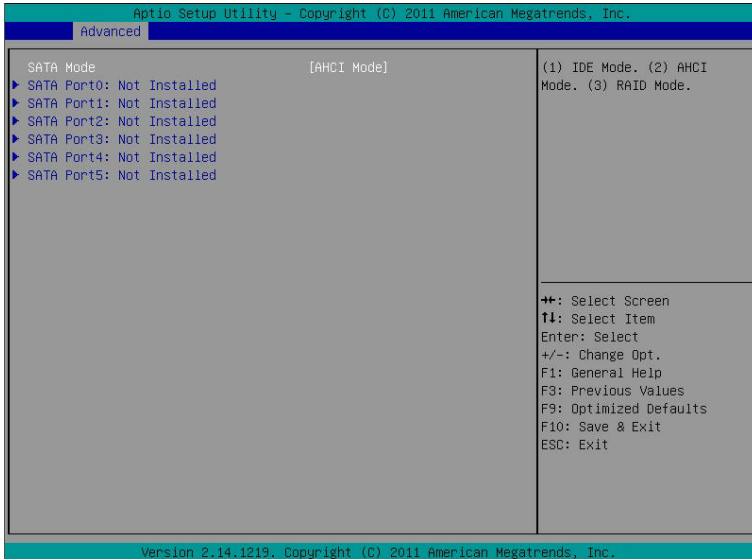 Aptio Setup Utility – Copyright (C) 2011 American Megatrends, Inc.
Advanced
SATA Mode [AHCI Mode]
▶ SATA Port0: Not Installed
▶ SATA Port1: Not Installed
▶ SATA Port2: Not Installed
▶ SATA Port3: Not Installed
▶ SATA Port4: Not Installed
▶ SATA Port5: Not Installed
(1) IDE Mode. (2) AHCI
Mode. (3) RAID Mode.
→←: Select Screen
↑↓: Select Item
Enter: Select
+/-: Change Opt.
F1: General Help
F3: Previous Values
F9: Optimized Defaults
F10: Save & Exit
ESC: Exit
Version 2.14.1219. Copyright (C) 2011 American Megatrends, Inc.